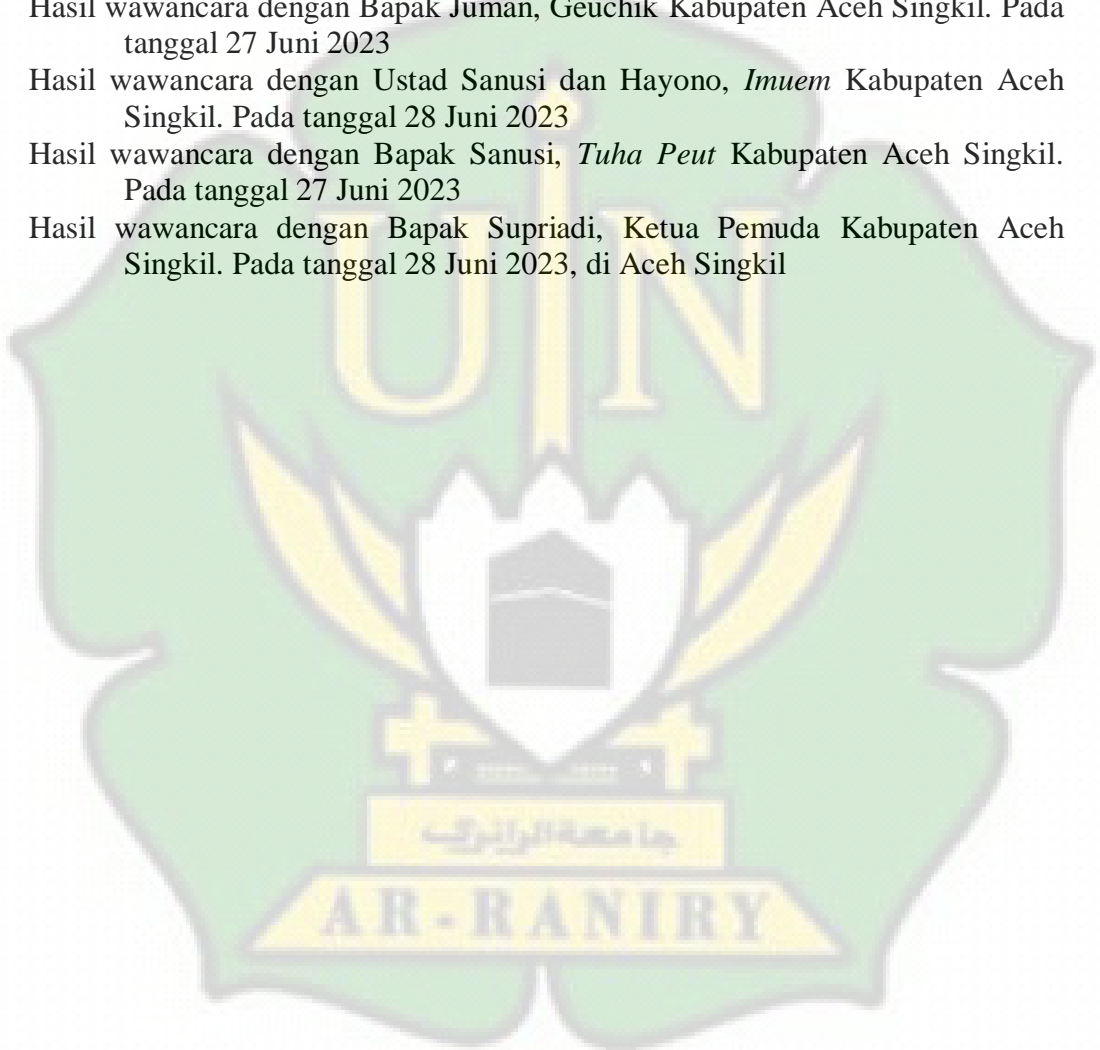 Hasil wawancara dengan Bapak Juman, Geuchik Kabupaten Aceh Singkil. Pada
tanggal 27 Juni 2023
Hasil wawancara dengan Ustad Sanusi dan Hayono, Imuem Kabupaten Aceh
Singkil. Pada tanggal 28 Juni 2023
Hasil wawancara dengan Bapak Sanusi, Tuha Peut Kabupaten Aceh Singkil.
Pada tanggal 27 Juni 2023
Hasil wawancara dengan Bapak Supriadi, Ketua Pemuda Kabupaten Aceh
Singkil. Pada tanggal 28 Juni 2023, di Aceh Singkil
UIN
جامعة الرانري
AR-RANIRY